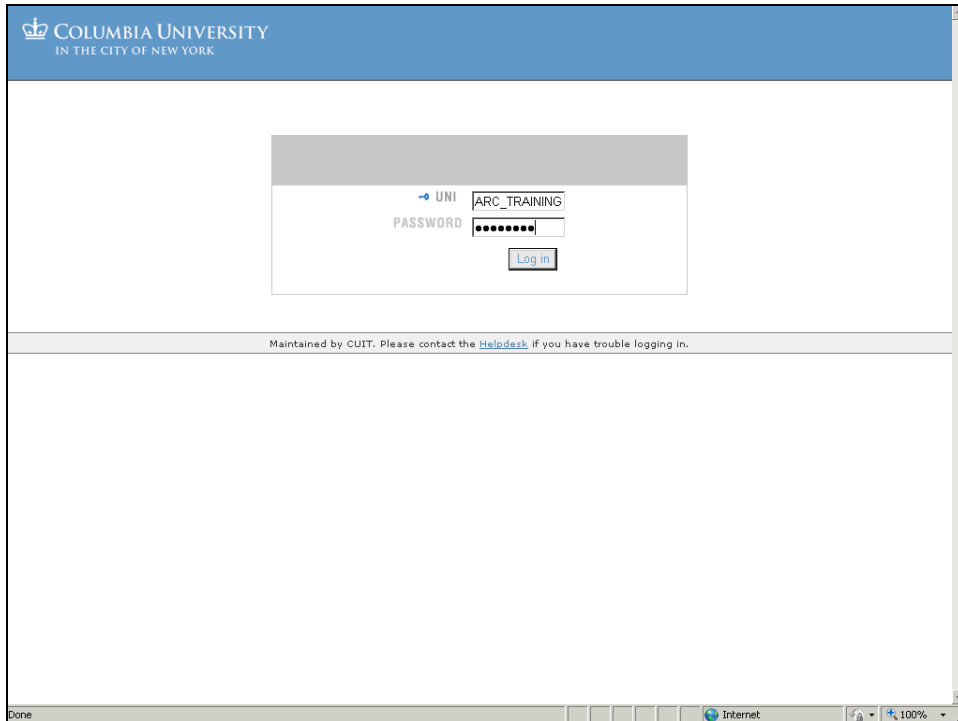 COLUMBIA UNIVERSITY
IN THE CITY OF NEW YORK
UNI ARC_TRAINING
PASSWORD ●●●●●●●●
Log in
Maintained by CUIT. Please contact the Helpdesk if you have trouble logging in.
Done Internet 100%